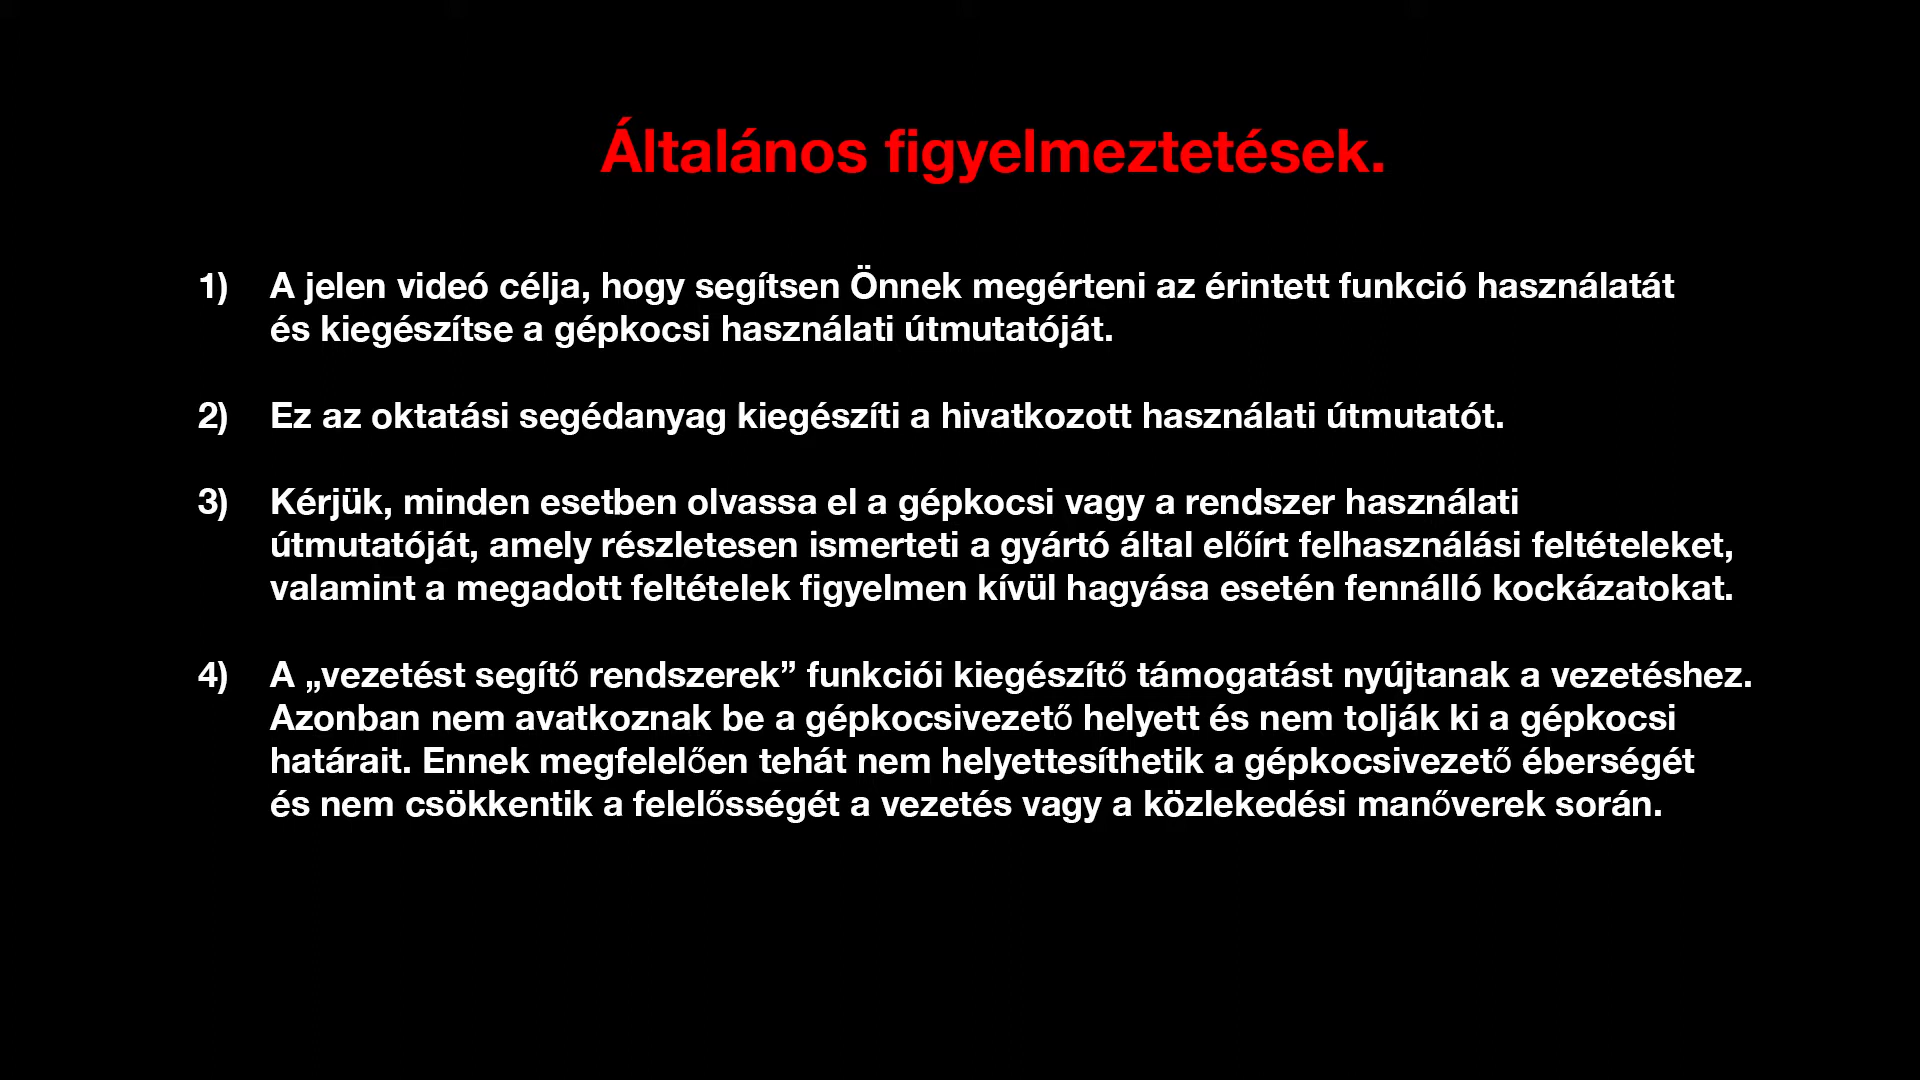 Általános figyelmeztetések.
1) A jelen videó célja, hogy segítsen Önnek megérteni az érintett funkció használatát
és kiegészítse a gépkocsi használati útmutatóját.
2) Ez az oktatási segédanyag kiegészíti a hivatkozott használati útmutatót.
3) Kérjük, minden esetben olvassa el a gépkocsi vagy a rendszer használati
útmutatóját, amely részletesen ismerteti a gyártó által előírt felhasználási feltételeket,
valamint a megadott feltételek figyelmen kívül hagyása esetén fennálló kockázatokat.
4) A „vezetést segítő rendszerek” funkciói kiegészítő támogatást nyújtanak a vezetéshez.
Azonban nem avatkoznak be a gépkocsivezető helyett és nem tolják ki a gépkocsi
határait. Ennek megfelelően tehát nem helyettesíthetik a gépkocsivezető éberségét
és nem csökkentik a felelősségét a vezetés vagy a közlekedési manőverek során.